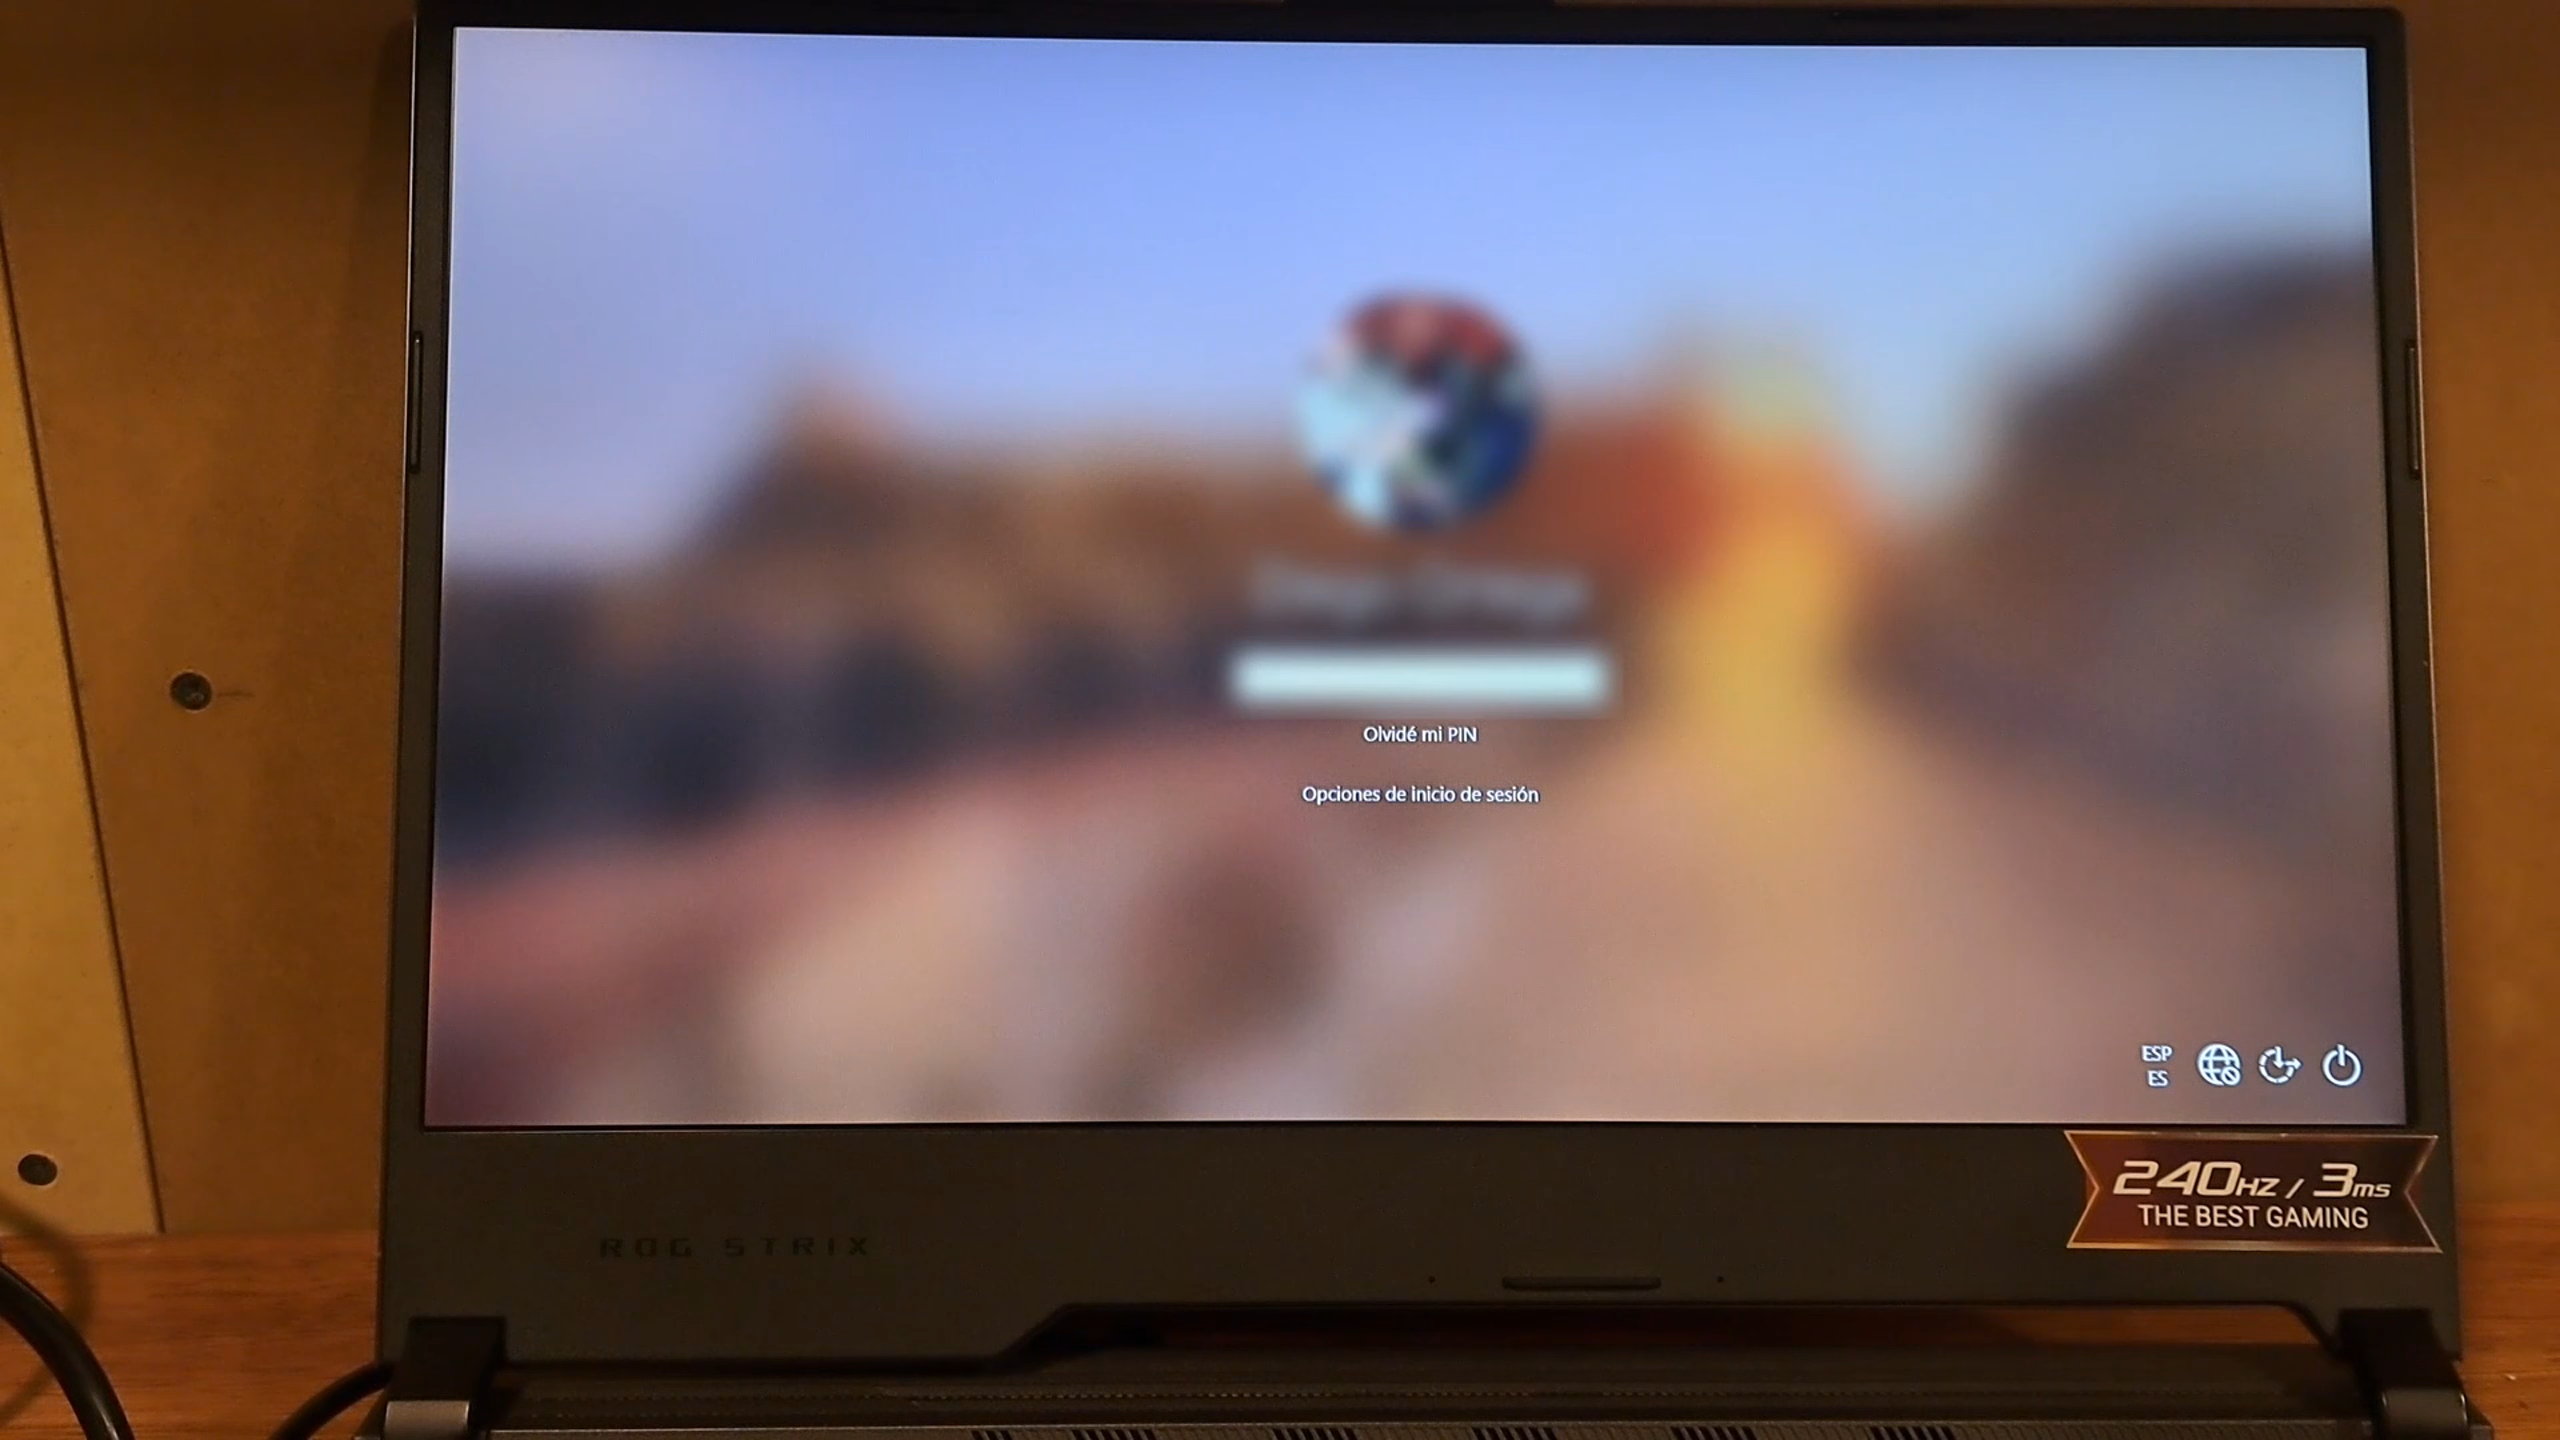 Olvidé mi PIN
Opciones de inicio de sesión
ESP
ES
240HZ / 3ms
THE BEST GAMING
ROG STRIX